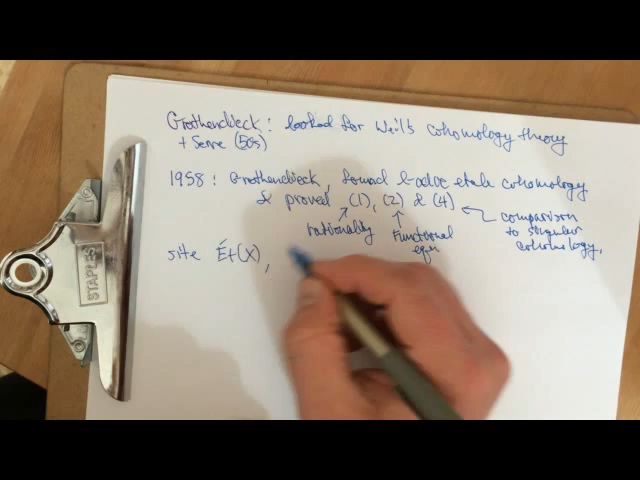 Grothendieck: looked for Weil's cohomology theory
+ Serre (50s)
1958: Grothendieck, found l-adic etale cohomology
& proved (1), (2) & (4)
rationality
Functional eqn
comparison to singular cohomology,
site Ét(X),
STAPLES